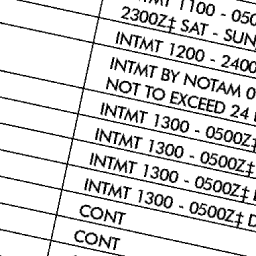 INTMT 1100 - 050
2300Z‡ SAT - SUN
INTMT 1200 - 2400
INTMT BY NOTAM 0
NOT TO EXCEED 24
INTMT 1300 - 0500Z‡
INTMT 1300 - 0500Z‡
INTMT 1300 - 0500Z‡
INTMT 1300 - 0500Z‡ D
CONT
CONT